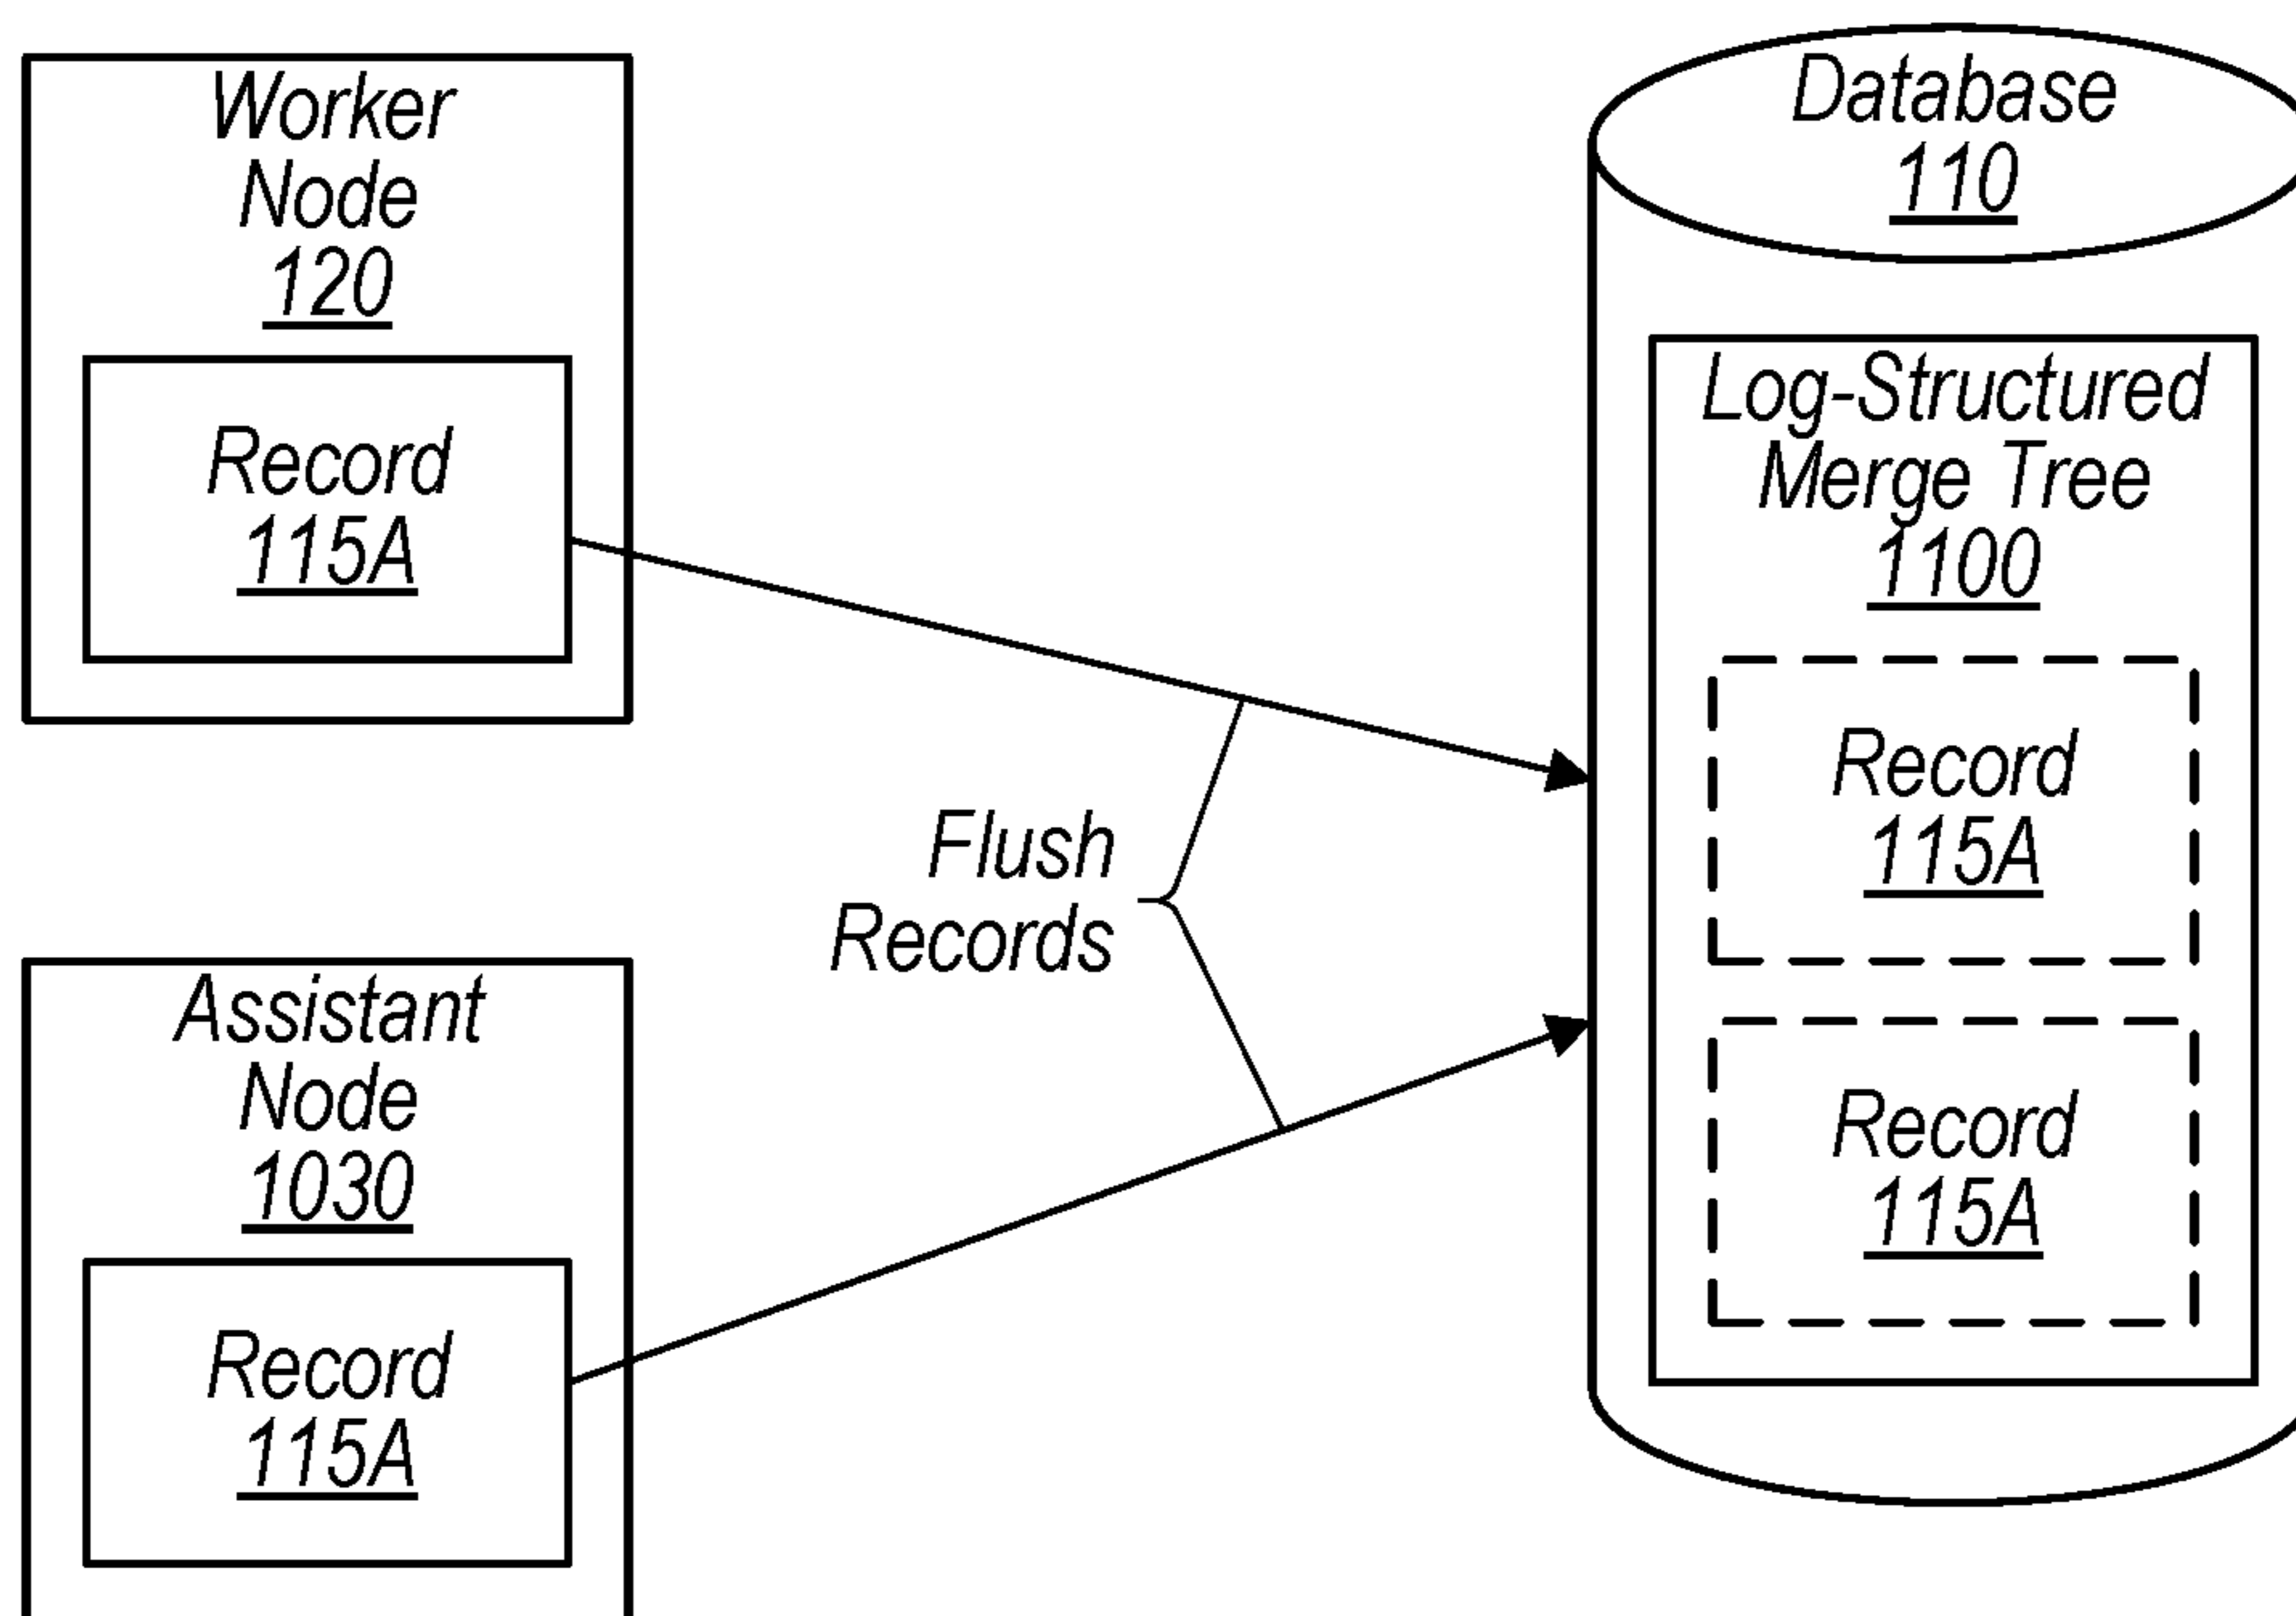 Worker
Node
120
Record
115A
Assistant
Node
1030
Record
115A
Flush
Records
Database
110
Log-Structured
Merge Tree
1100
Record
115A
Record
115A